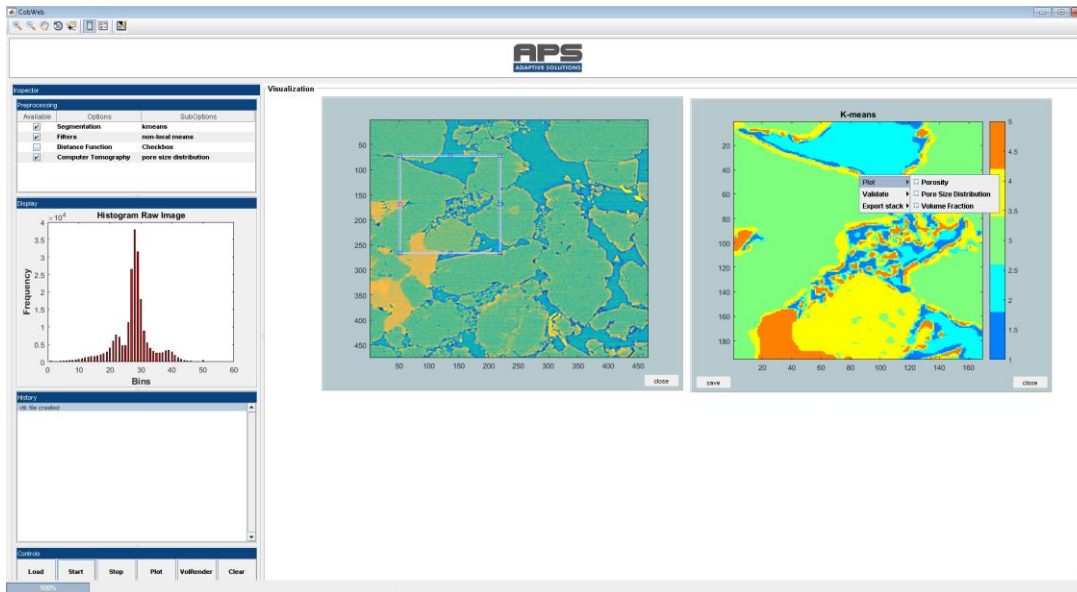 CobWeb
APS
ADAPTIVE SOLUTIONS
Inspector
Preprocessing
Available Options SubOptions
Segmentation kmeans
Filters non-local means
Distance Function Checkbox
Computer Tomography pore size distribution
Display
Histogram Raw Image
× 10⁴
4
3.5
3
2.5
2
1.5
1
0.5
0
Frequency
0 10 20 30 40 50 60
Bins
History
vtk file created
Controls
Load Start Stop Plot VolRender Clear
100%
Visualization
50
100
150
200
250
300
350
400
450
50 100 150 200 250 300 350 400 450
close
K-means
20
40
60
80
100
120
140
160
180
20 40 60 80 100 120 140 160
5
4.5
4
3.5
3
2.5
2
1.5
1
Plot Porosity
Validate Pore Size Distribution
Export stack Volume Fraction
save close